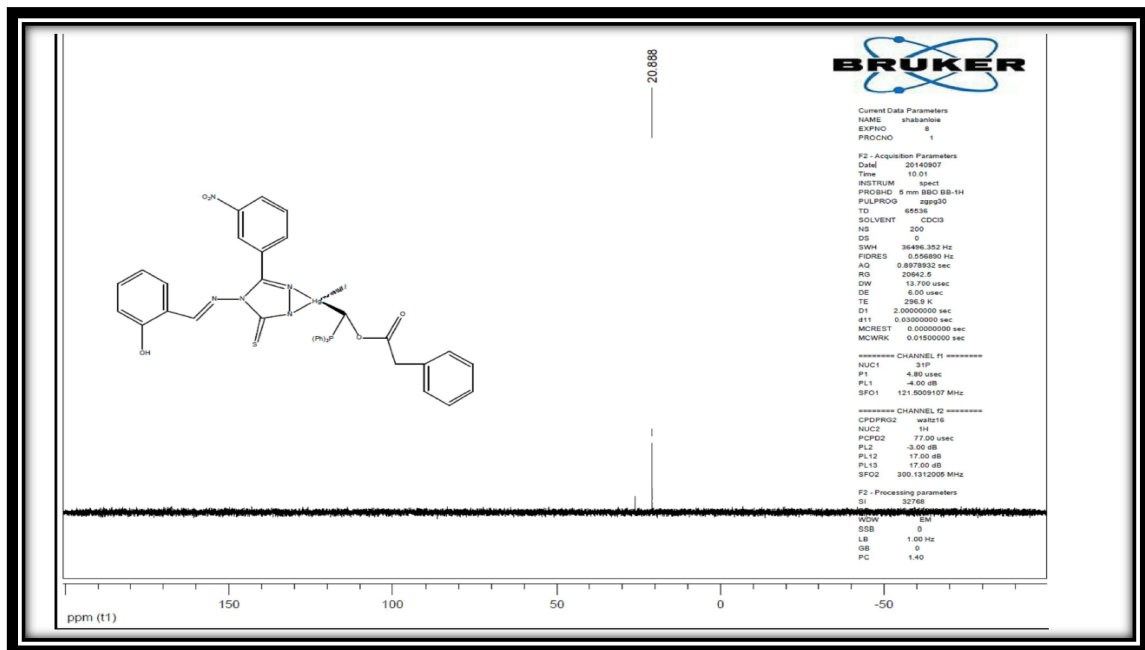 20.888
BRUKER
Current Data Parameters
NAME shabanloie
EXPNO 8
PROCNO 1
F2 - Acquisition Parameters
Date 20140907
Time 10.01
INSTRUM spect
PROBHD 5 mm BBO BB-1H
PULPROG zgpg30
TD 65536
SOLVENT CDCl3
NS 200
DS 0
SWH 36496.352 Hz
FIDRES 0.556890 Hz
AQ 0.8978932 sec
RG 20642.5
DW 13.700 usec
DE 6.00 usec
TE 296.9 K
D1 2.00000000 sec
d11 0.03000000 sec
MCREST 0.00000000 sec
MCWRK 0.01500000 sec
======== CHANNEL f1 ========
NUC1 31P
P1 4.80 usec
PL1 -4.00 dB
SFO1 121.5009107 MHz
======== CHANNEL f2 ========
CPDPRG2 waltz16
NUC2 1H
PCPD2 77.00 usec
PL2 -3.00 dB
PL12 17.00 dB
PL13 17.00 dB
SFO2 300.1312005 MHz
F2 - Processing parameters
SI 32768
WDW EM
SSB 0
LB 1.00 Hz
GB 0
PC 1.40
O₂N
N
N
N
N
Hg
I
O
(Ph)₃P
O
S
OH
150 100 50 0 -50
ppm (t1)